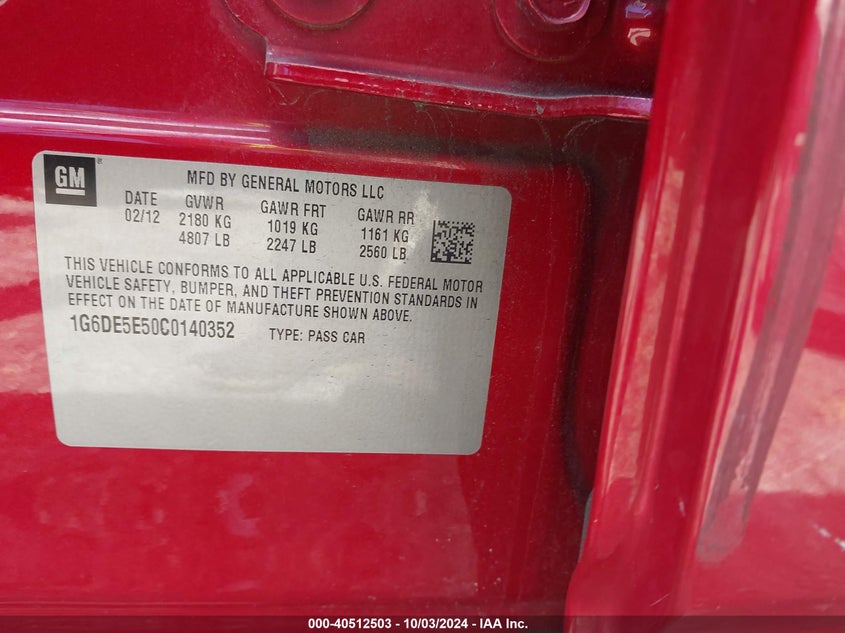 GM
MFD BY GENERAL MOTORS LLC
DATE GVWR GAWR FRT GAWR RR
02/12 2180 KG 1019 KG 1161 KG
4807 LB 2247 LB 2560 LB
THIS VEHICLE CONFORMS TO ALL APPLICABLE U.S. FEDERAL MOTOR
VEHICLE SAFETY, BUMPER, AND THEFT PREVENTION STANDARDS IN
EFFECT ON THE DATE OF MANUFACTURE SHOWN ABOVE.
1G6DE5E50C0140352 TYPE: PASS CAR
000-40512503 - 10/03/2024 - IAA Inc.